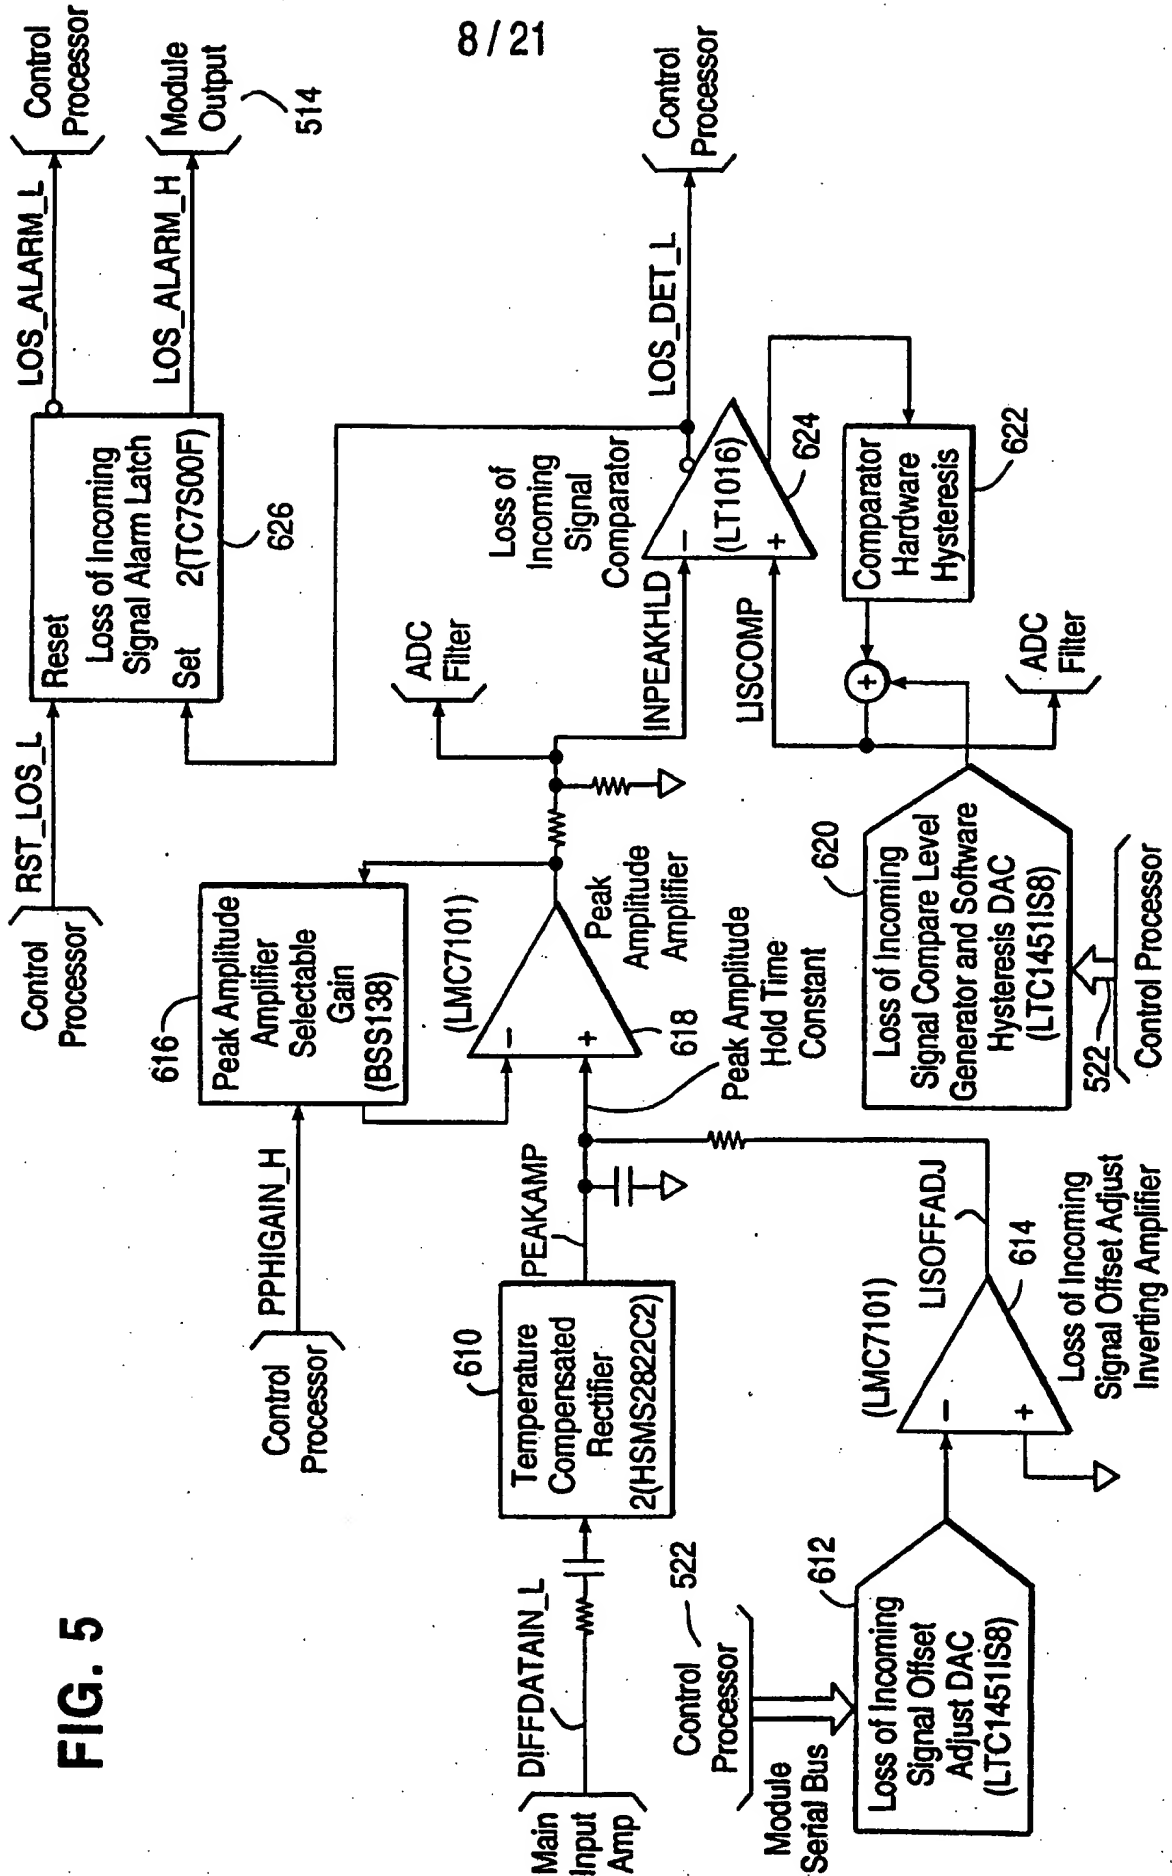 8/21
FIG. 5
Control
Processor
RST_LOS_L
Reset
Loss of Incoming
Signal Alarm Latch
Set 2(TC7S00F)
626
LOS_ALARM_L
Control
Processor
LOS_ALARM_H
Module
Output
514
Control
Processor
PPHIGAIN_H
616
Peak Amplitude
Amplifier
Selectable
Gain
(BSS138)
(LMC7101)
−
+
618
Peak
Amplitude
Amplifier
Peak Amplitude
Hold Time
Constant
ADC
Filter
Main
Input
Amp
DIFFDATAIN_L
610
Temperature
Compensated
Rectifier
2(HSMS2822C2)
PEAKAMP
INPEAKHLD
LISCOMP
Loss of
Incoming
Signal
Comparator
−
(LT1016)
+
624
LOS_DET_L
Control
Processor
Comparator
Hardware
Hysteresis
622
+
ADC
Filter
Control
Processor
522
Module
Serial Bus
612
Loss of Incoming
Signal Offset
Adjust DAC
(LTC1451IS8)
(LMC7101)
−
+
LISOFFADJ
614
Loss of Incoming
Signal Offset Adjust
Inverting Amplifier
620
Loss of Incoming
Signal Compare Level
Generator and Software
Hysteresis DAC
(LTC1451IS8)
522
Control Processor